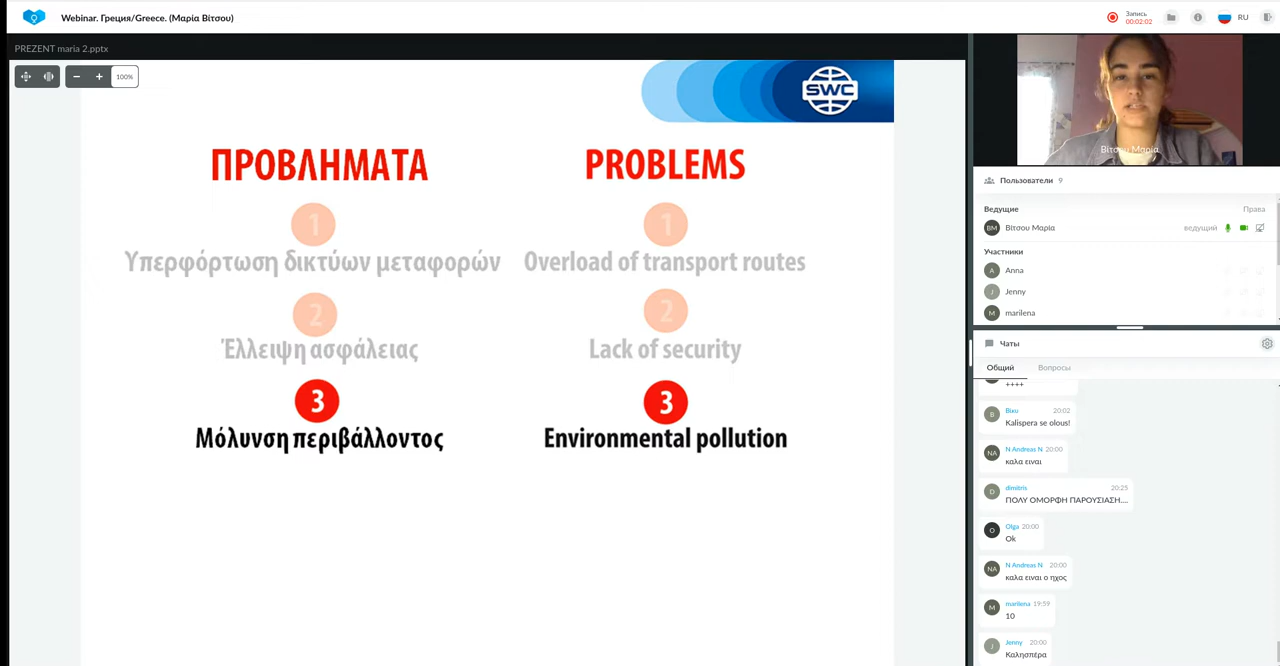 Webinar. Греция/Greece. (Μαρία Βίτσου)
Запись
00:02:02
RU
PREZENT maria 2.pptx
100%
SWC
ΠΡΟΒΛΗΜΑΤΑ
PROBLEMS
1
1
Υπερφόρτωση δικτύων μεταφορών
Overload of transport routes
2
2
Έλλειψη ασφάλειας
Lack of security
3
3
Μόλυνση περιβάλλοντος
Environmental pollution
Βίτσου Μαρία
Пользователи 9
Ведущие
Права
ΒΜ
Βίτσου Μαρία
ведущий
Участники
A
Anna
J
Jenny
M
marilena
Чаты
Общий
Вопросы
++++
B
Bixu 20:02
Kalispera se olous!
NA
N Andreas N 20:00
καλα ειναι
D
dimitris 20:25
ΠΟΛΥ ΟΜΟΡΦΗ ΠΑΡΟΥΣΙΑΣΗ....
O
Olga 20:00
Ok
NA
N Andreas N 20:00
καλα ειναι ο ηχος
M
marilena 19:59
10
J
Jenny 20:00
Καλησπέρα